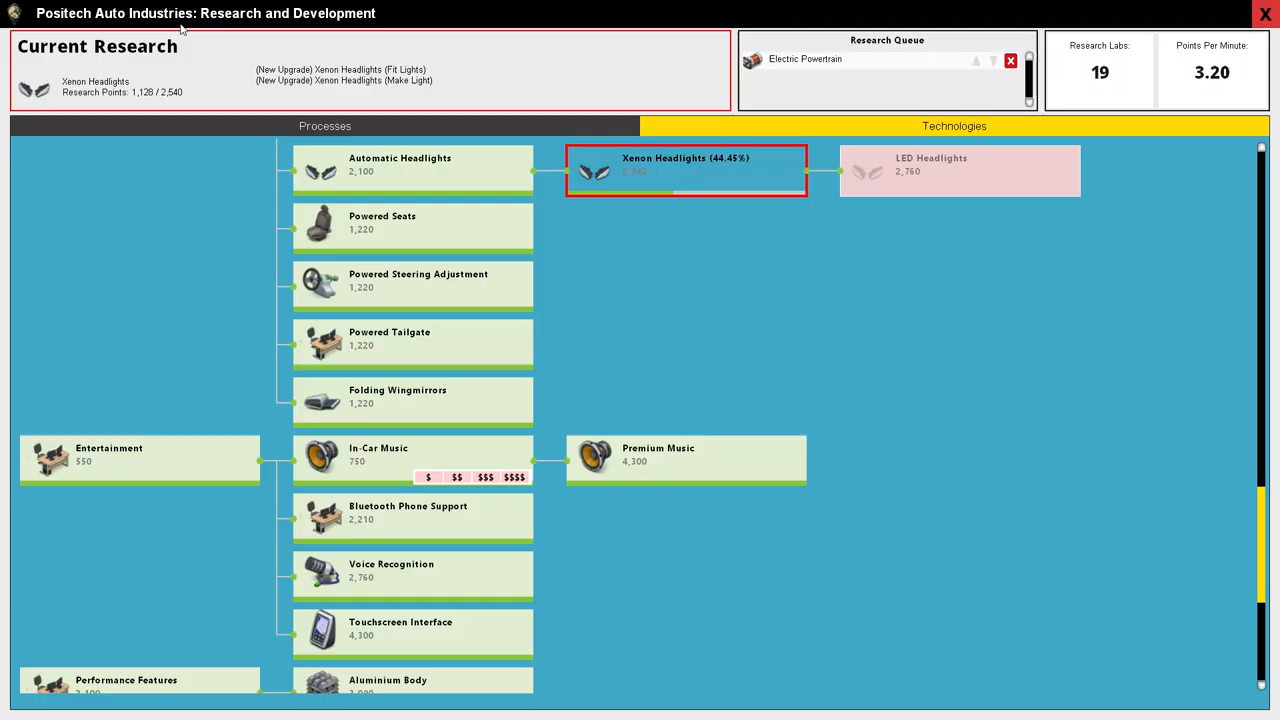 Positech Auto Industries: Research and Development
X
Current Research
Xenon Headlights
Research Points: 1,128 / 2,540
(New Upgrade) Xenon Headlights (Fit Lights)
(New Upgrade) Xenon Headlights (Make Light)
Research Queue
Electric Powertrain
Research Labs:
19
Points Per Minute:
3.20
Processes
Technologies
Automatic Headlights
2,100
Xenon Headlights (44.45%)
2,540
LED Headlights
2,760
Powered Seats
1,220
Powered Steering Adjustment
1,220
Powered Tailgate
1,220
Folding Wingmirrors
1,220
Entertainment
550
In-Car Music
750
$ $$ $$$ $$$$
Premium Music
4,300
Bluetooth Phone Support
2,210
Voice Recognition
2,760
Touchscreen Interface
4,300
Performance Features
Aluminium Body